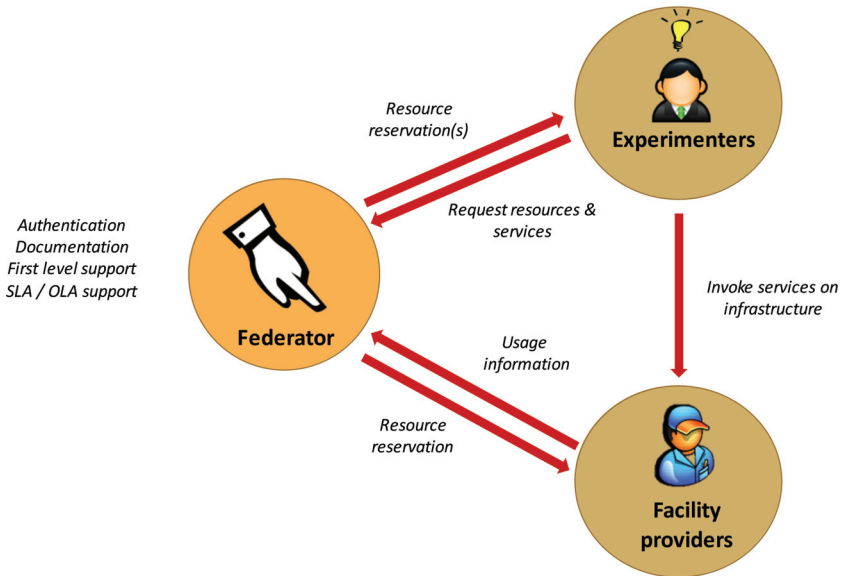 Resource
reservation(s)
Experimenters
Request resources &
services
Authentication
Documentation
First level support
SLA / OLA support
Federator
Invoke services on
infrastructure
Usage
information
Resource
reservation
Facility
providers